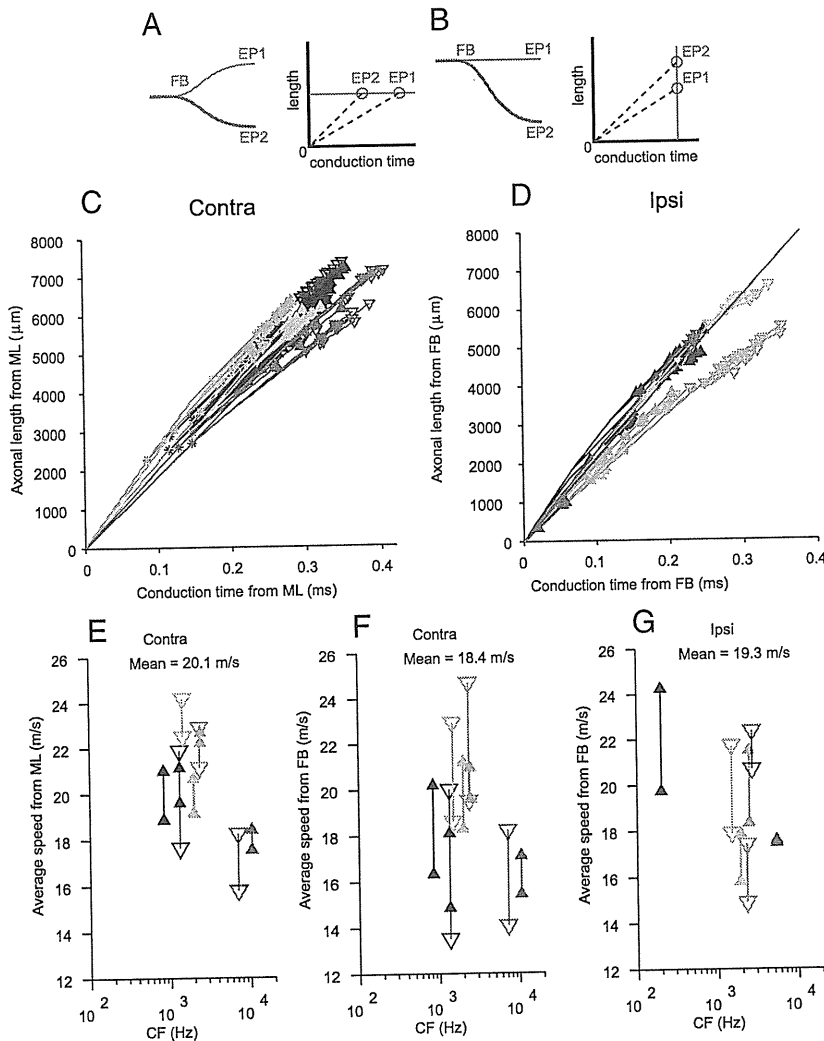 A
FB
EP1
EP2
length
EP2
EP1
0
conduction time
B
FB
EP1
EP2
length
EP2
EP1
0
conduction time
C
Contra
Axonal length from ML (μm)
8000
7000
6000
5000
4000
3000
2000
1000
0
0
0.1
0.2
0.3
0.4
Conduction time from ML (ms)
D
Ipsi
Axonal length from FB (μm)
8000
7000
6000
5000
4000
3000
2000
1000
0
0
0.1
0.2
0.3
0.4
Conduction time from FB (ms)
E
Contra
Mean = 20.1 m/s
Average speed from ML (m/s)
26
24
22
20
18
16
14
12
10 2
10 3
10 4
CF (Hz)
F
Contra
Mean = 18.4 m/s
Average speed from FB (m/s)
26
24
22
20
18
16
14
12
10 2
10 3
10 4
CF (Hz)
G
Ipsi
Mean = 19.3 m/s
Average speed from FB (m/s)
26
24
22
20
18
16
14
12
10 2
10 3
10 4
CF (Hz)